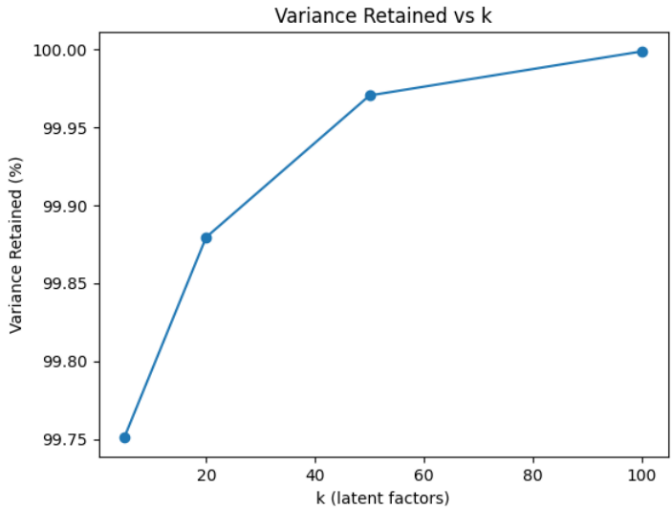 Variance Retained vs k
Variance Retained (%)
100.00
99.95
99.90
99.85
99.80
99.75
20 40 60 80 100
k (latent factors)